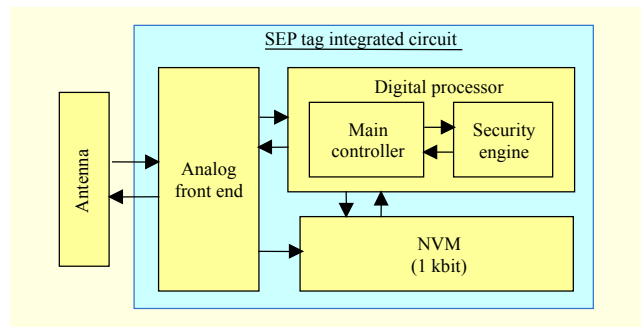 SEP tag integrated circuit
Antenna
Analog
front end
Digital processor
Main
controller
Security
engine
NVM
(1 kbit)